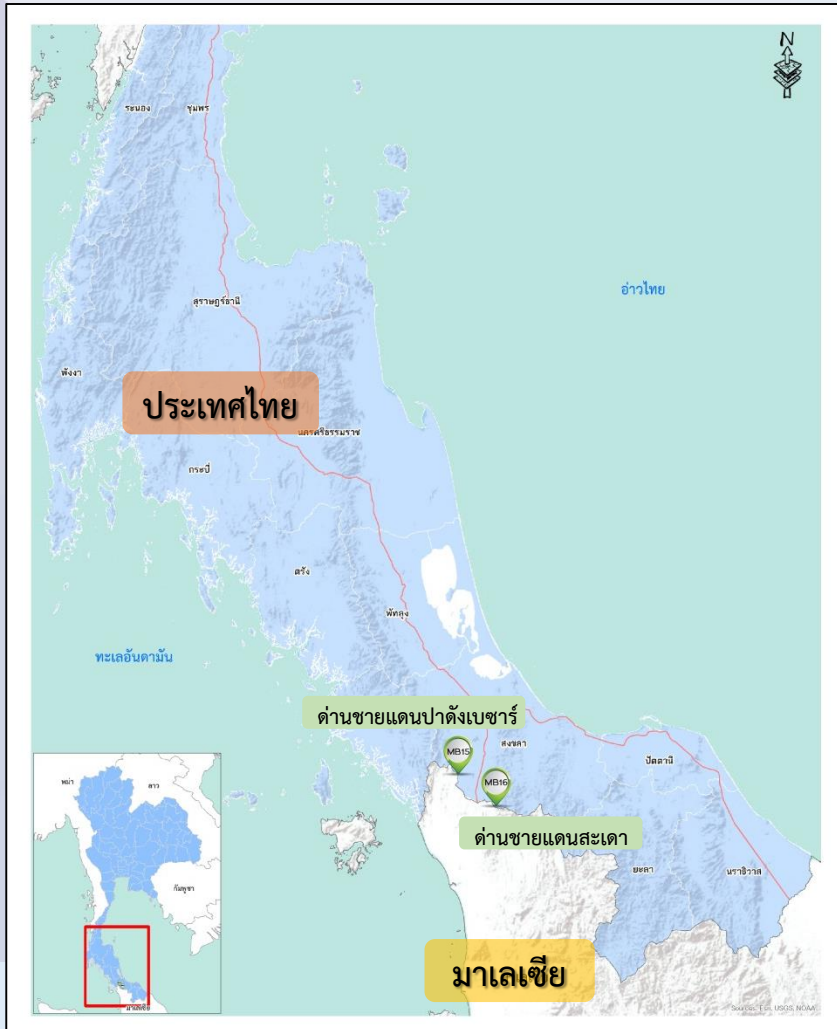 N
ระนอง
ชุมพร
สุราษฎร์ธานี
อ่าวไทย
พังงา
ประเทศไทย
นครศรีธรรมราช
กระบี่
ตรัง
พัทลุง
ทะเลอันดามัน
ด่านชายแดนปาดังเบซาร์
สงขลา
MB15
ปัตตานี
MB16
ด่านชายแดนสะเดา
ยะลา
นราธิวาส
มาเลเซีย
พม่า
ลาว
กัมพูชา
มาเลเซีย
Sources: Esri, USGS, NOAA